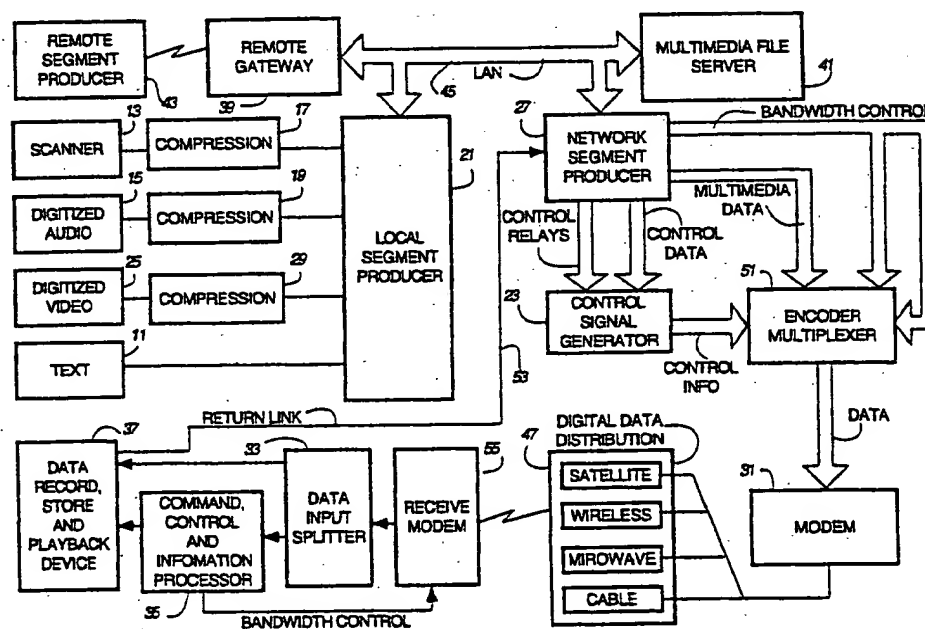 REMOTE
SEGMENT
PRODUCER
43
REMOTE
GATEWAY
39
LAN
45
MULTIMEDIA FILE
SERVER
41
13
SCANNER
17
COMPRESSION
15
DIGITIZED
AUDIO
19
COMPRESSION
25
DIGITIZED
VIDEO
29
COMPRESSION
11
TEXT
21
LOCAL
SEGMENT
PRODUCER
27
NETWORK
SEGMENT
PRODUCER
BANDWIDTH CONTROL
MULTIMEDIA
DATA
CONTROL
RELAYS
CONTROL
DATA
23
CONTROL
SIGNAL
GENERATOR
CONTROL
INFO
51
ENCODER
MULTIPLEXER
53
DATA
RETURN LINK
37
DATA
RECORD,
STORE
AND
PLAYBACK
DEVICE
COMMAND,
CONTROL
AND
INFOMATION
PROCESSOR
35
33
DATA
INPUT
SPLITTER
55
RECEIVE
MODEM
BANDWIDTH CONTROL
DIGITAL DATA
DISTRIBUTION
47
SATELLITE
WIRELESS
MIROWAVE
CABLE
31
MODEM